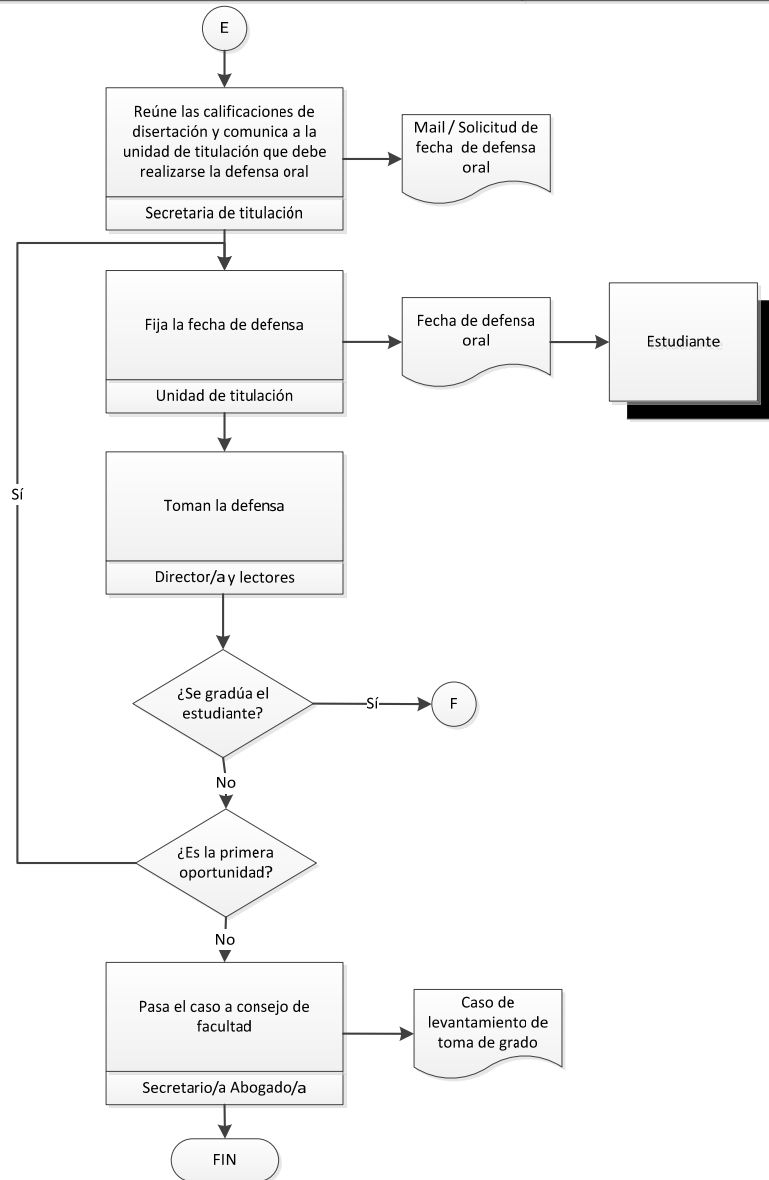 E
Reúne las calificaciones de
disertación y comunica a la
unidad de titulación que debe
realizarse la defensa oral
Secretaria de titulación
Mail / Solicitud de
fecha de defensa
oral
Fija la fecha de defensa
Unidad de titulación
Fecha de defensa
oral
Estudiante
Sí
Toman la defensa
Director/a y lectores
¿Se gradúa el
estudiante?
Sí
F
No
¿Es la primera
oportunidad?
No
Pasa el caso a consejo de
facultad
Secretario/a Abogado/a
Caso de
levantamiento de
toma de grado
FIN